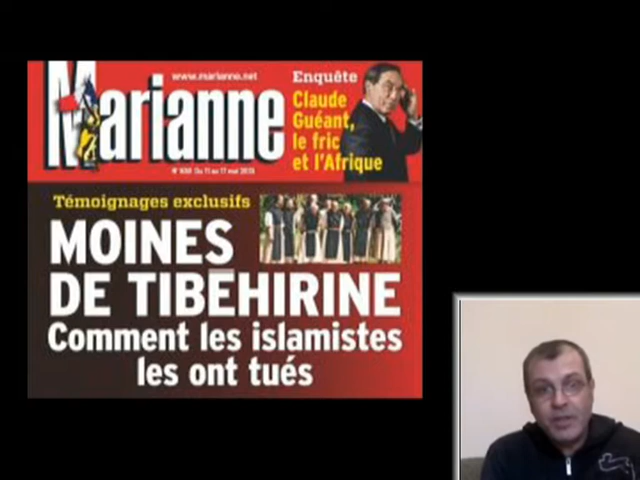 www.marianne.net
Marianne
Enquête
Claude
Guéant,
le fric
et l'Afrique
Témoignages exclusifs
MOINES
DE TIBEHIRINE
Comment les islamistes
les ont tués